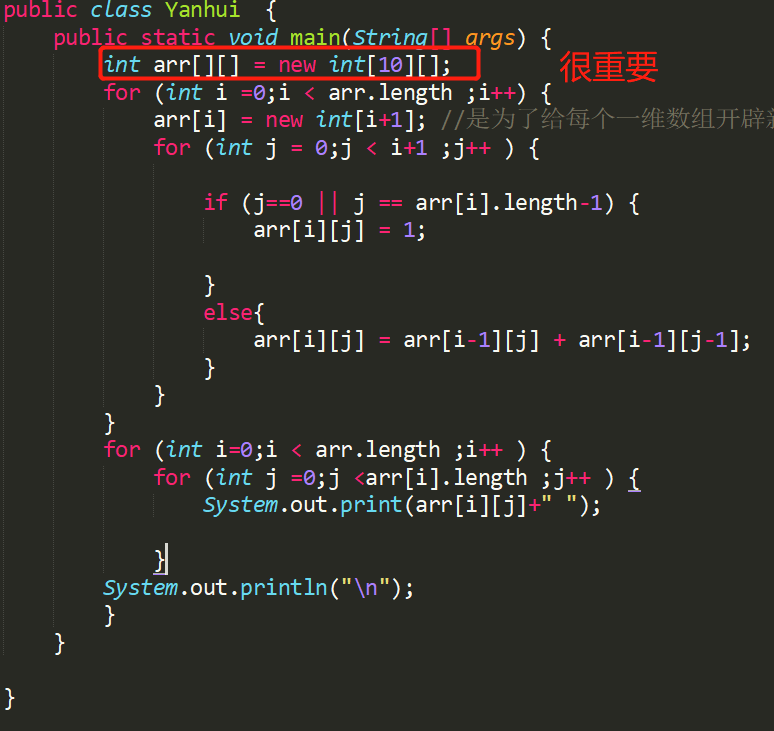 public class Yanhui  {
public static void main(String[] args) {
int arr[][] = new int[10][];
很重要
for (int i =0;i < arr.length ;i++) {
arr[i] = new int[i+1]; //是为了给每个一维数组开辟
for (int j = 0;j < i+1 ;j++ ) {
if (j==0 || j == arr[i].length-1) {
arr[i][j] = 1;
}
else{
arr[i][j] = arr[i-1][j] + arr[i-1][j-1];
}
}
}
for (int i=0;i < arr.length ;i++ ) {
for (int j =0;j <arr[i].length ;j++ ) {
System.out.print(arr[i][j]+" ");
}
System.out.println("\n");
}
}
}